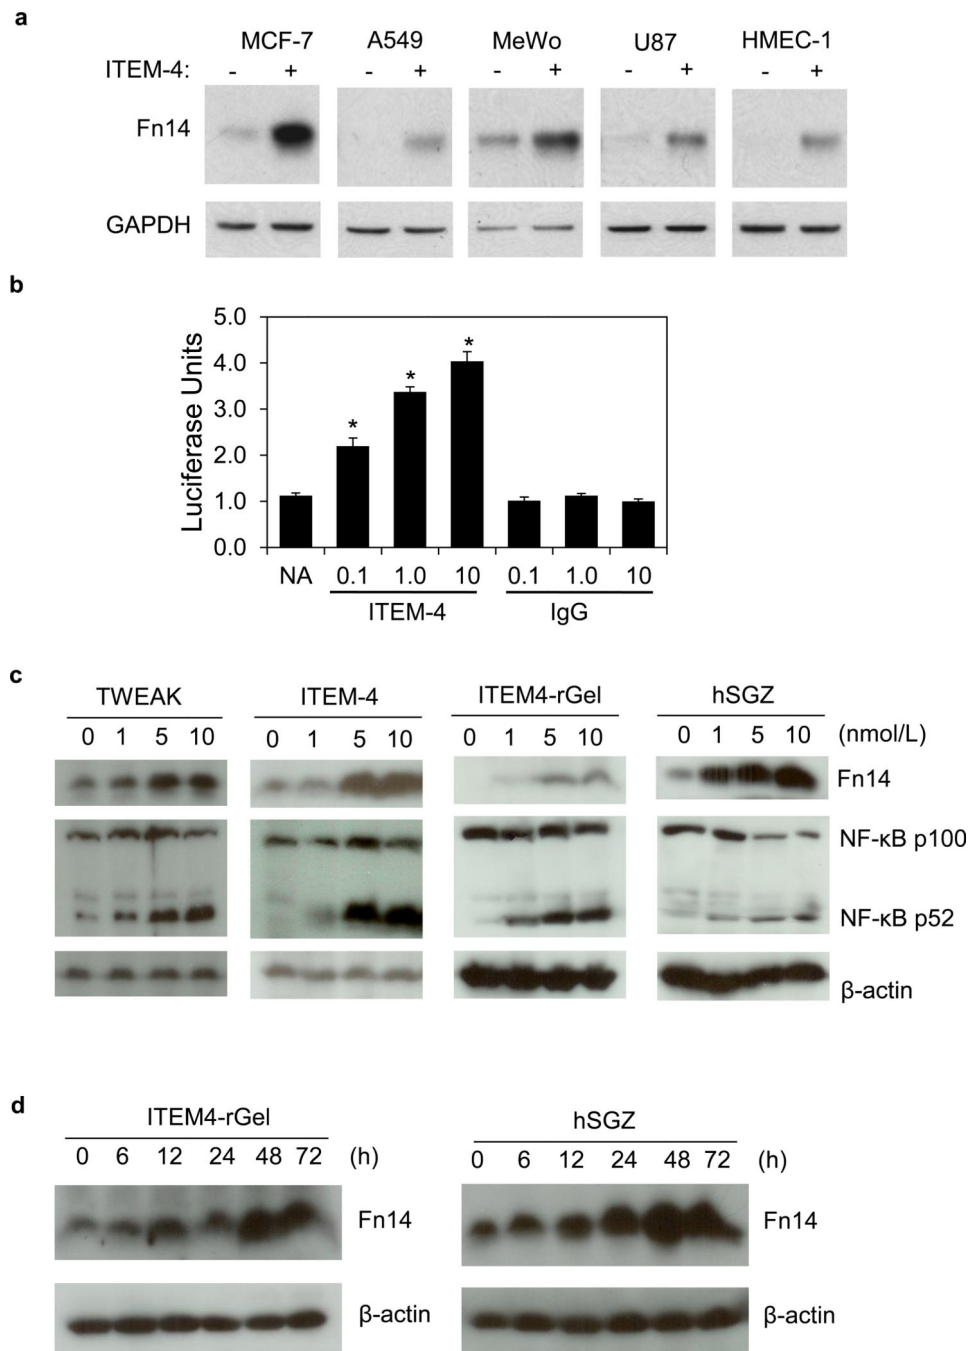 a
MCF-7 A549 MeWo U87 HMEC-1
ITEM-4: - + - + - + - + - +
Fn14
GAPDH
b
Luciferase Units
5.0
4.0
3.0
2.0
1.0
0.0
* * *
NA 0.1 1.0 10 0.1 1.0 10
ITEM-4 IgG
c
TWEAK ITEM-4 ITEM4-rGel hSGZ
0 1 5 10 0 1 5 10 0 1 5 10 0 1 5 10 (nmol/L)
Fn14
NF-κB p100
NF-κB p52
β-actin
d
ITEM4-rGel hSGZ
0 6 12 24 48 72 (h) 0 6 12 24 48 72 (h)
Fn14 Fn14
β-actin β-actin